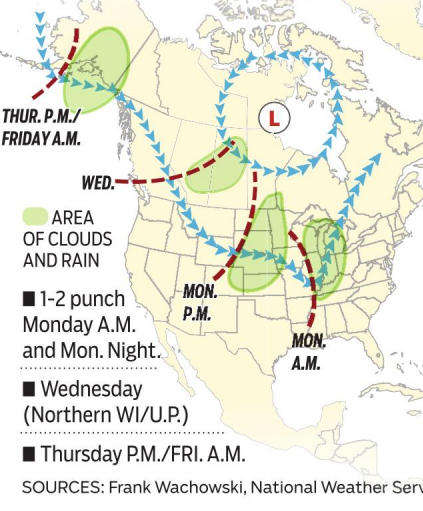 L
THUR. P.M./
FRIDAY A.M.
WED.
AREA
OF CLOUDS
AND RAIN
MON.
P.M.
MON.
A.M.
■ 1-2 punch
Monday A.M.
and Mon. Night.
■ Wednesday
(Northern WI/U.P.)
■ Thursday P.M./FRI. A.M.
SOURCES: Frank Wachowski, National Weather